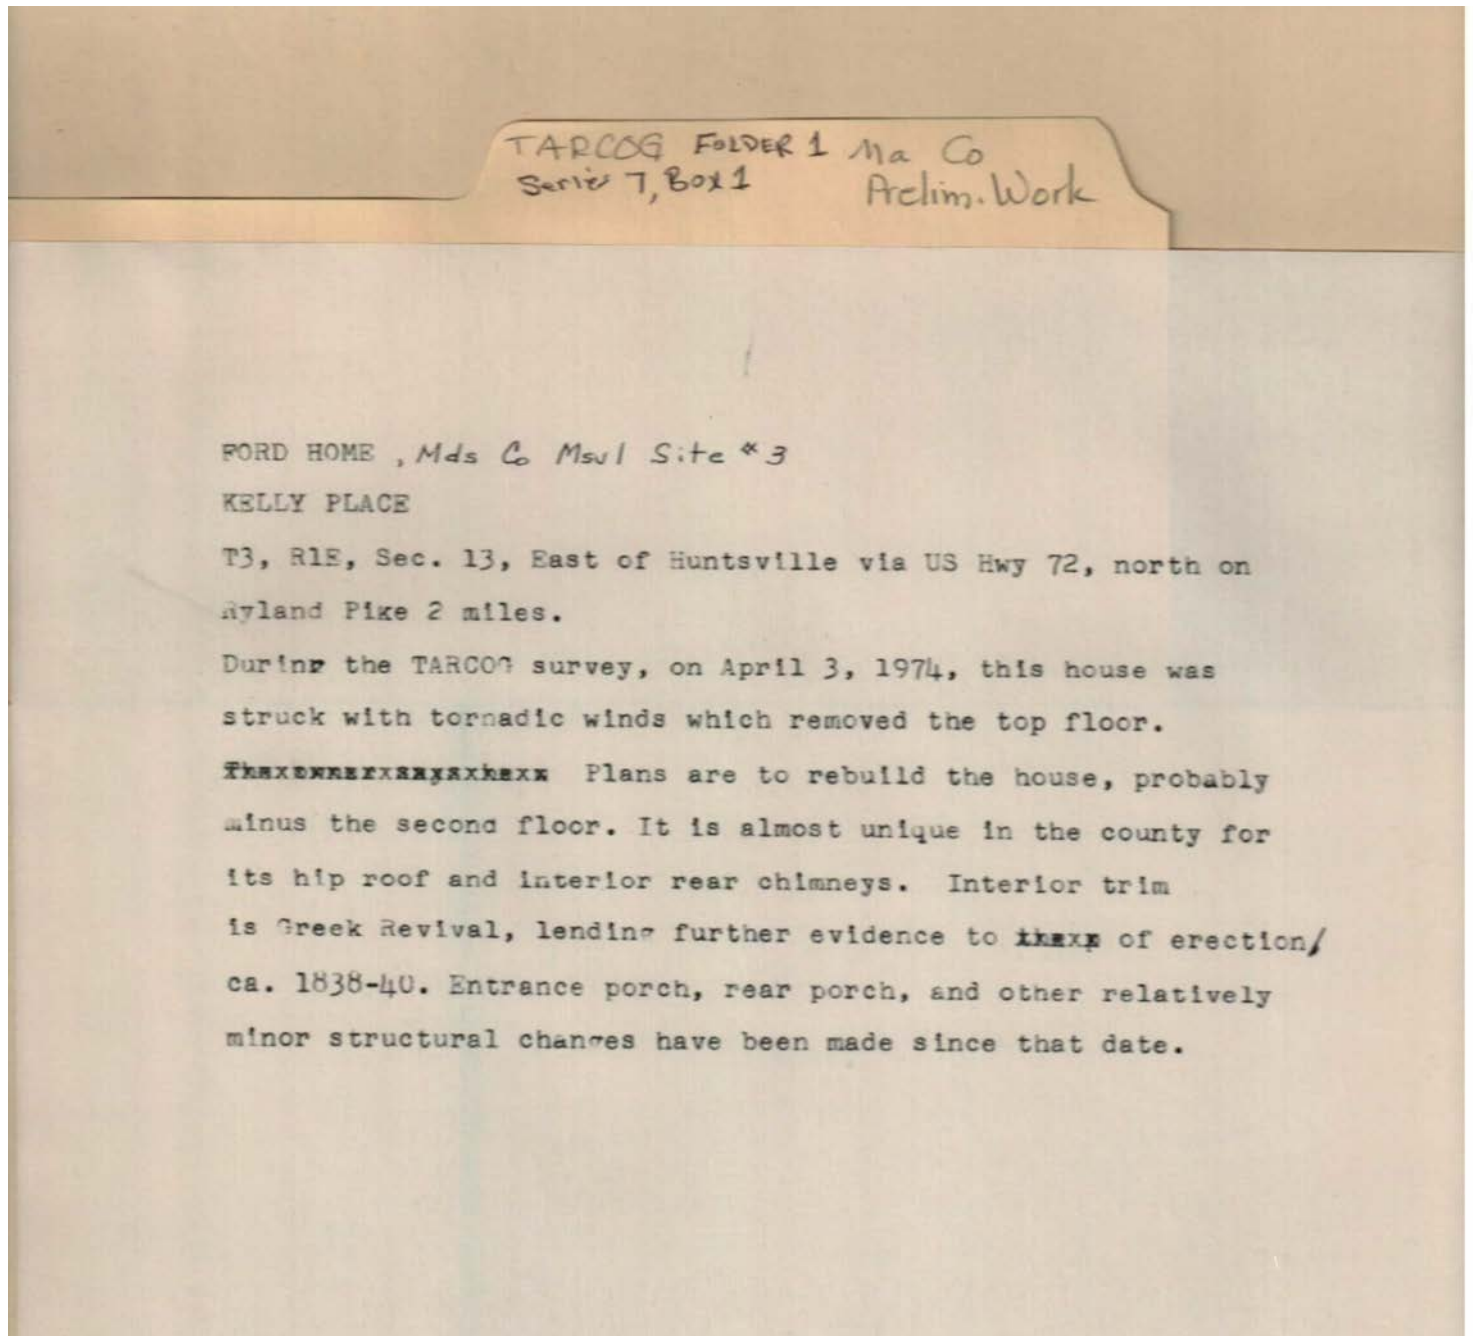 TARCOG FOLDER 1 Ma Co
Series 7, Box 1 Prelim. Work
FORD HOME , Mds Co Msvl Site #3
KELLY PLACE
T3, R1E, Sec. 13, East of Huntsville via US Hwy 72, north on
Ryland Pike 2 miles.
During the TARCOG survey, on April 3, 1974, this house was
struck with tornadic winds which removed the top floor.
Plans are to rebuild the house, probably
minus the second floor. It is almost unique in the county for
its hip roof and interior rear chimneys. Interior trim
is Greek Revival, lending further evidence to of erection/
ca. 1838-40. Entrance porch, rear porch, and other relatively
minor structural changes have been made since that date.